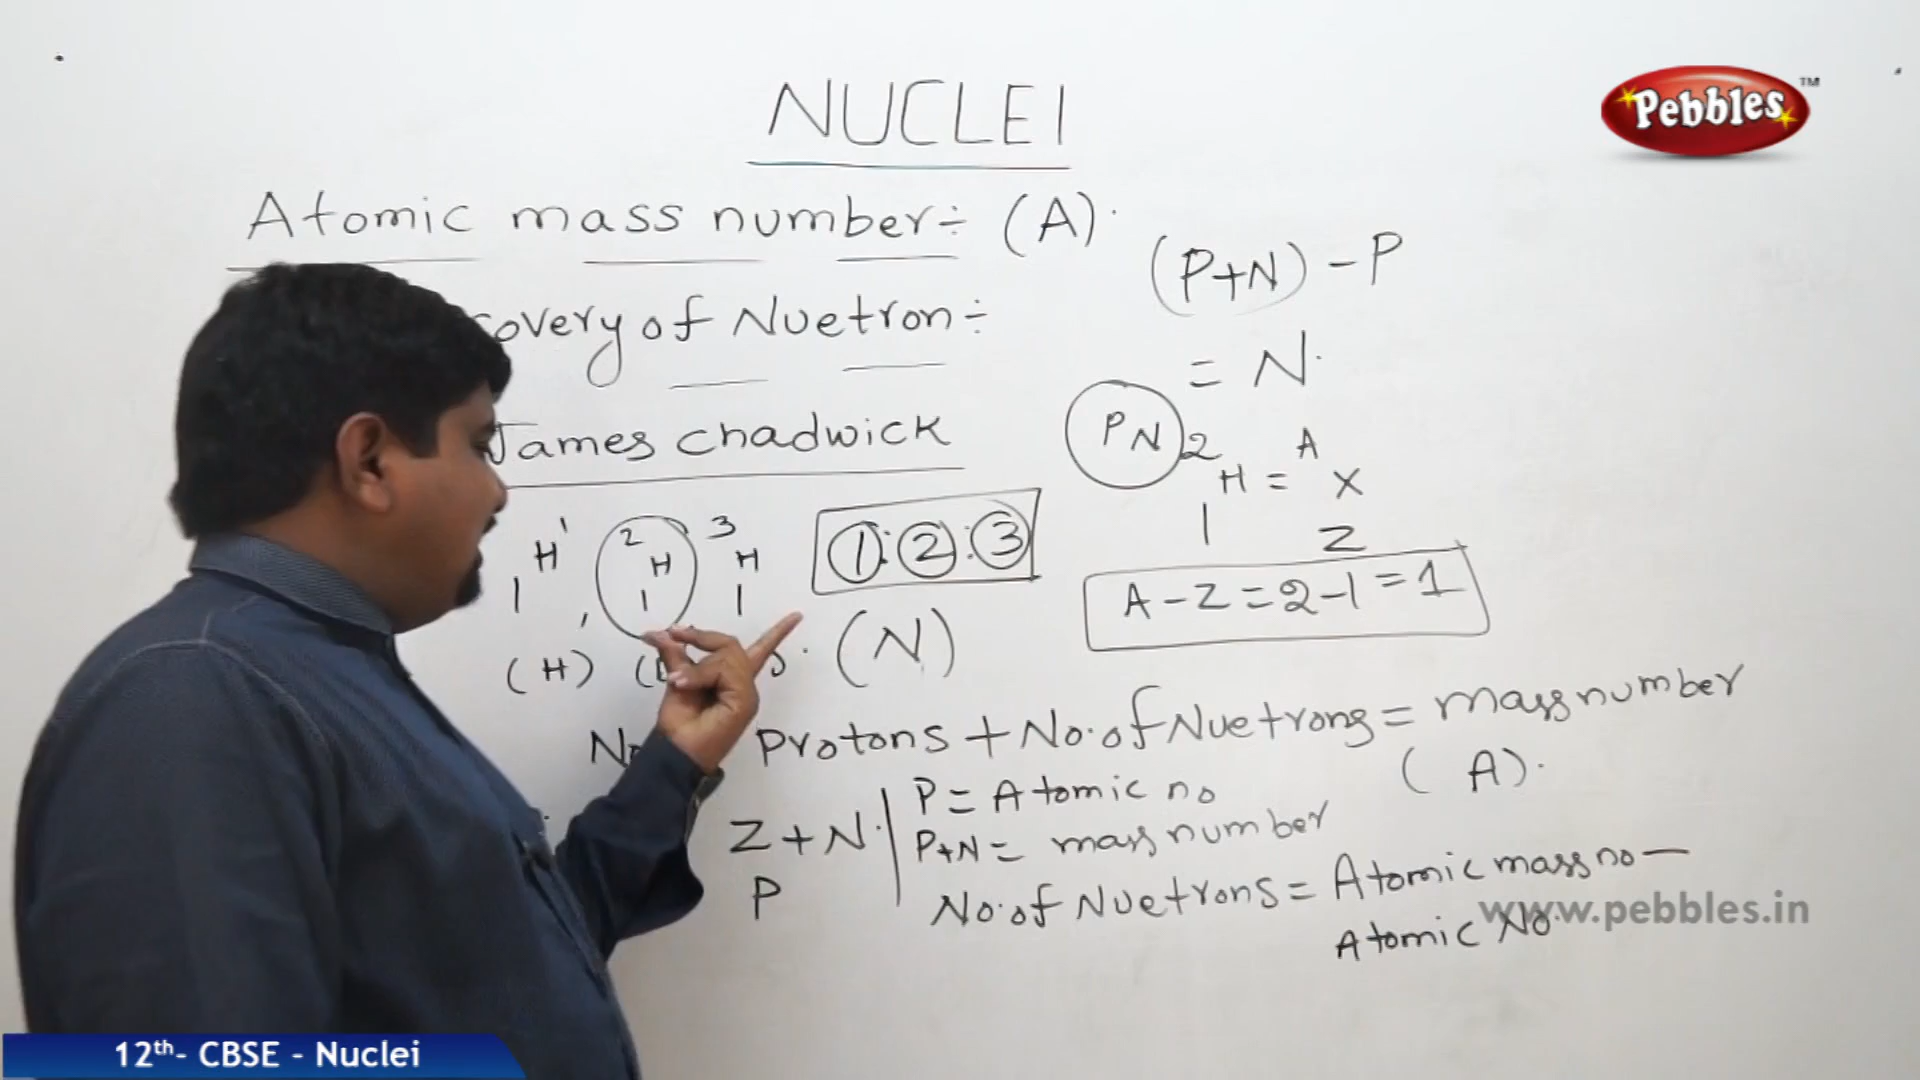 NUCLEI
Pebbles™
Atomic mass number÷ (A).
(P+N) - P
covery of Nuetron÷
= N.
James chadwick
PN
2 H = A X
1 Z
H 1
1
,
2 H
1
3 H
1
1:2:3
A-Z=2-1=1
(H) (
(N)
No protons + No. of Nuetrons = mass number
(A).
Z+N.
P
P = Atomic no
P+N = mass number
No. of Nuetrons = Atomic mass no —
Atomic No.
www.pebbles.in
12th- CBSE - Nuclei